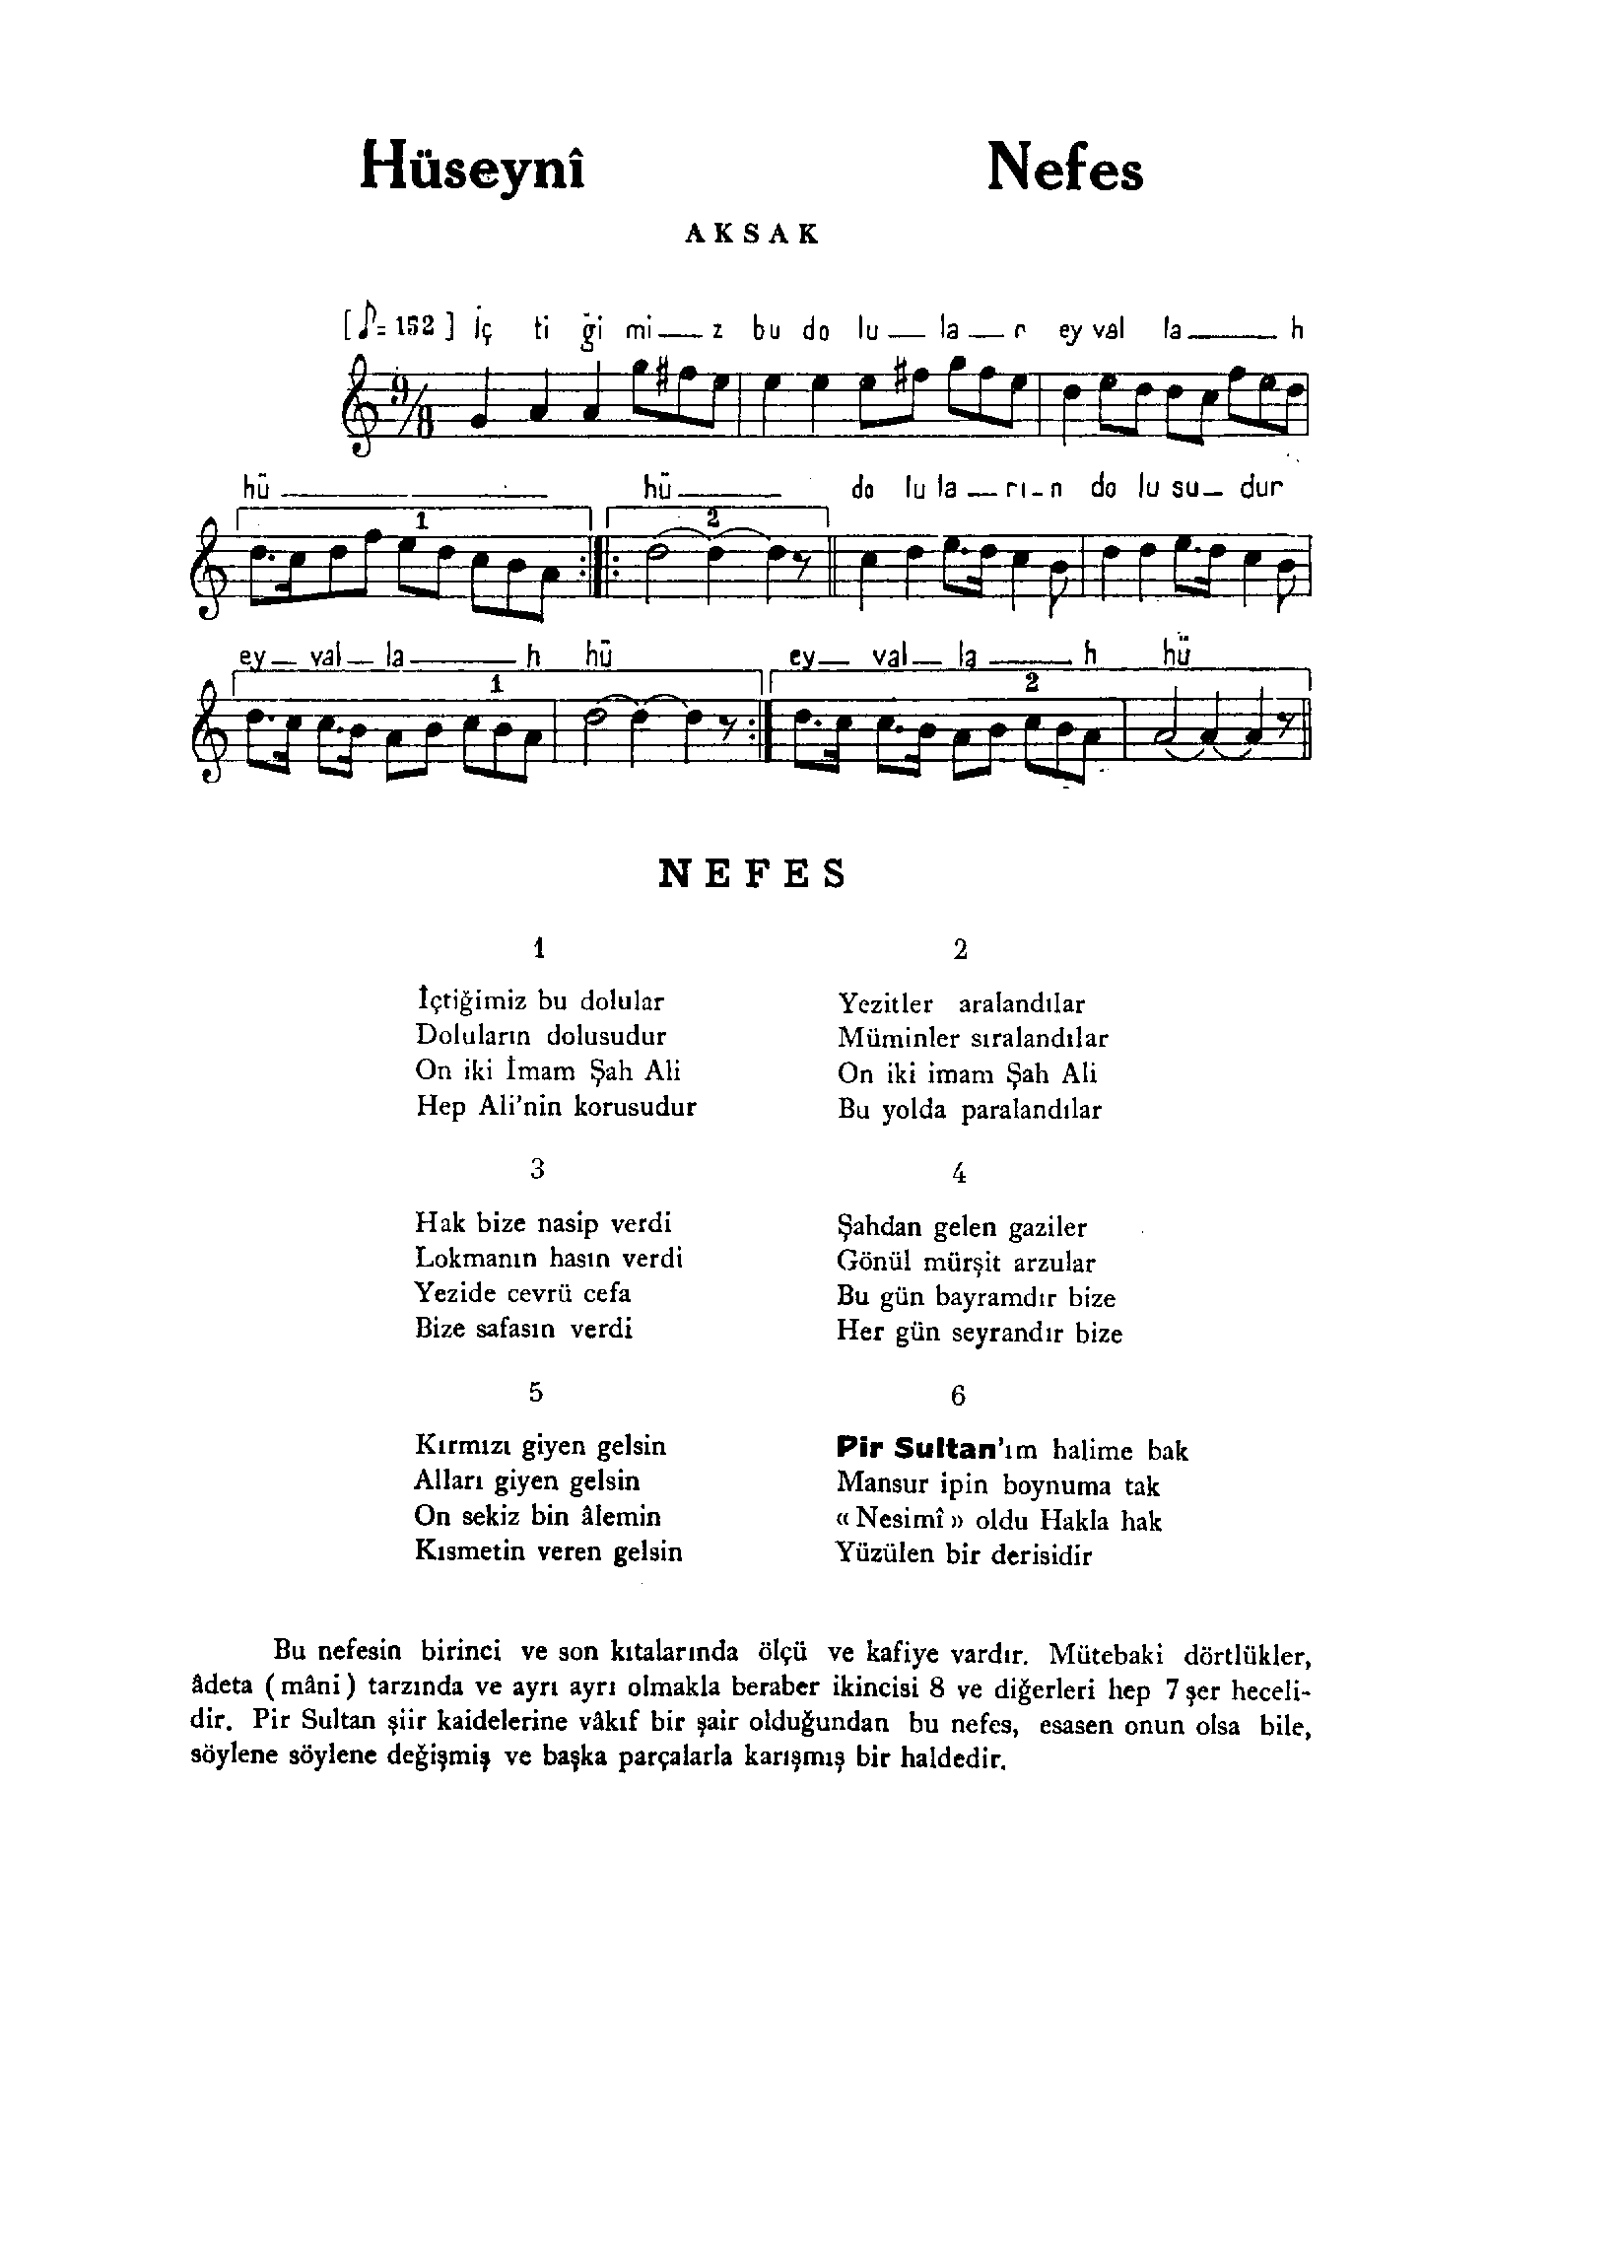 Hüseynî Nefes
AKSAK
[♪= 152] İç ti ği mi — z bu do lu — la — r ey val la — h
9/8
hü — hü — do lu la — rı – n do lu su — dur
1 2
ey — val — la — h hü ey — val — la — h hü
1 2
NEFES
1
İçtiğimiz bu dolular
Doluların dolusudur
On iki İmam Şah Ali
Hep Ali'nin korusudur
2
Yezitler aralandılar
Müminler sıralandılar
On iki imam Şah Ali
Bu yolda paralandılar
3
Hak bize nasip verdi
Lokmanın hasın verdi
Yezide cevrü cefa
Bize safasın verdi
4
Şahdan gelen gaziler
Gönül mürşit arzular
Bu gün bayramdır bize
Her gün seyrandır bize
5
Kırmızı giyen gelsin
Alları giyen gelsin
On sekiz bin âlemin
Kısmetin veren gelsin
6
Pir Sultan'ım halime bak
Mansur ipin boynuma tak
«Nesimî» oldu Hakla hak
Yüzülen bir derisidir
Bu nefesin birinci ve son kıtalarında ölçü ve kafiye vardır. Mütebaki dörtlükler,
âdeta (mâni) tarzında ve ayrı ayrı olmakla beraber ikincisi 8 ve diğerleri hep 7 şer heceli-
dir. Pir Sultan şiir kaidelerine vâkıf bir şair olduğundan bu nefes, esasen onun olsa bile,
söylene söylene değişmiş ve başka parçalarla karışmış bir haldedir.